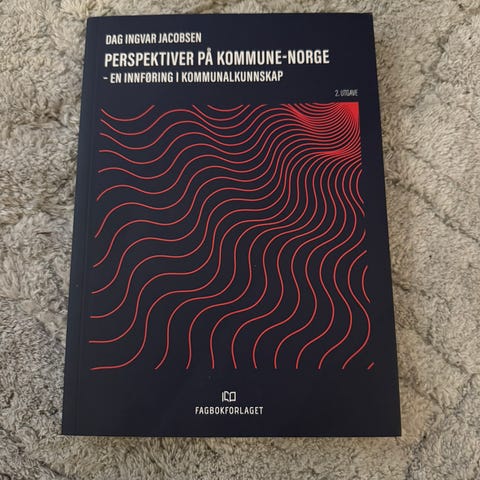 DAG INGVAR JACOBSEN
PERSPEKTIVER PÅ KOMMUNE-NORGE
– EN INNFØRING I KOMMUNALKUNNSKAP
2. UTGAVE
FAGBOKFORLAGET